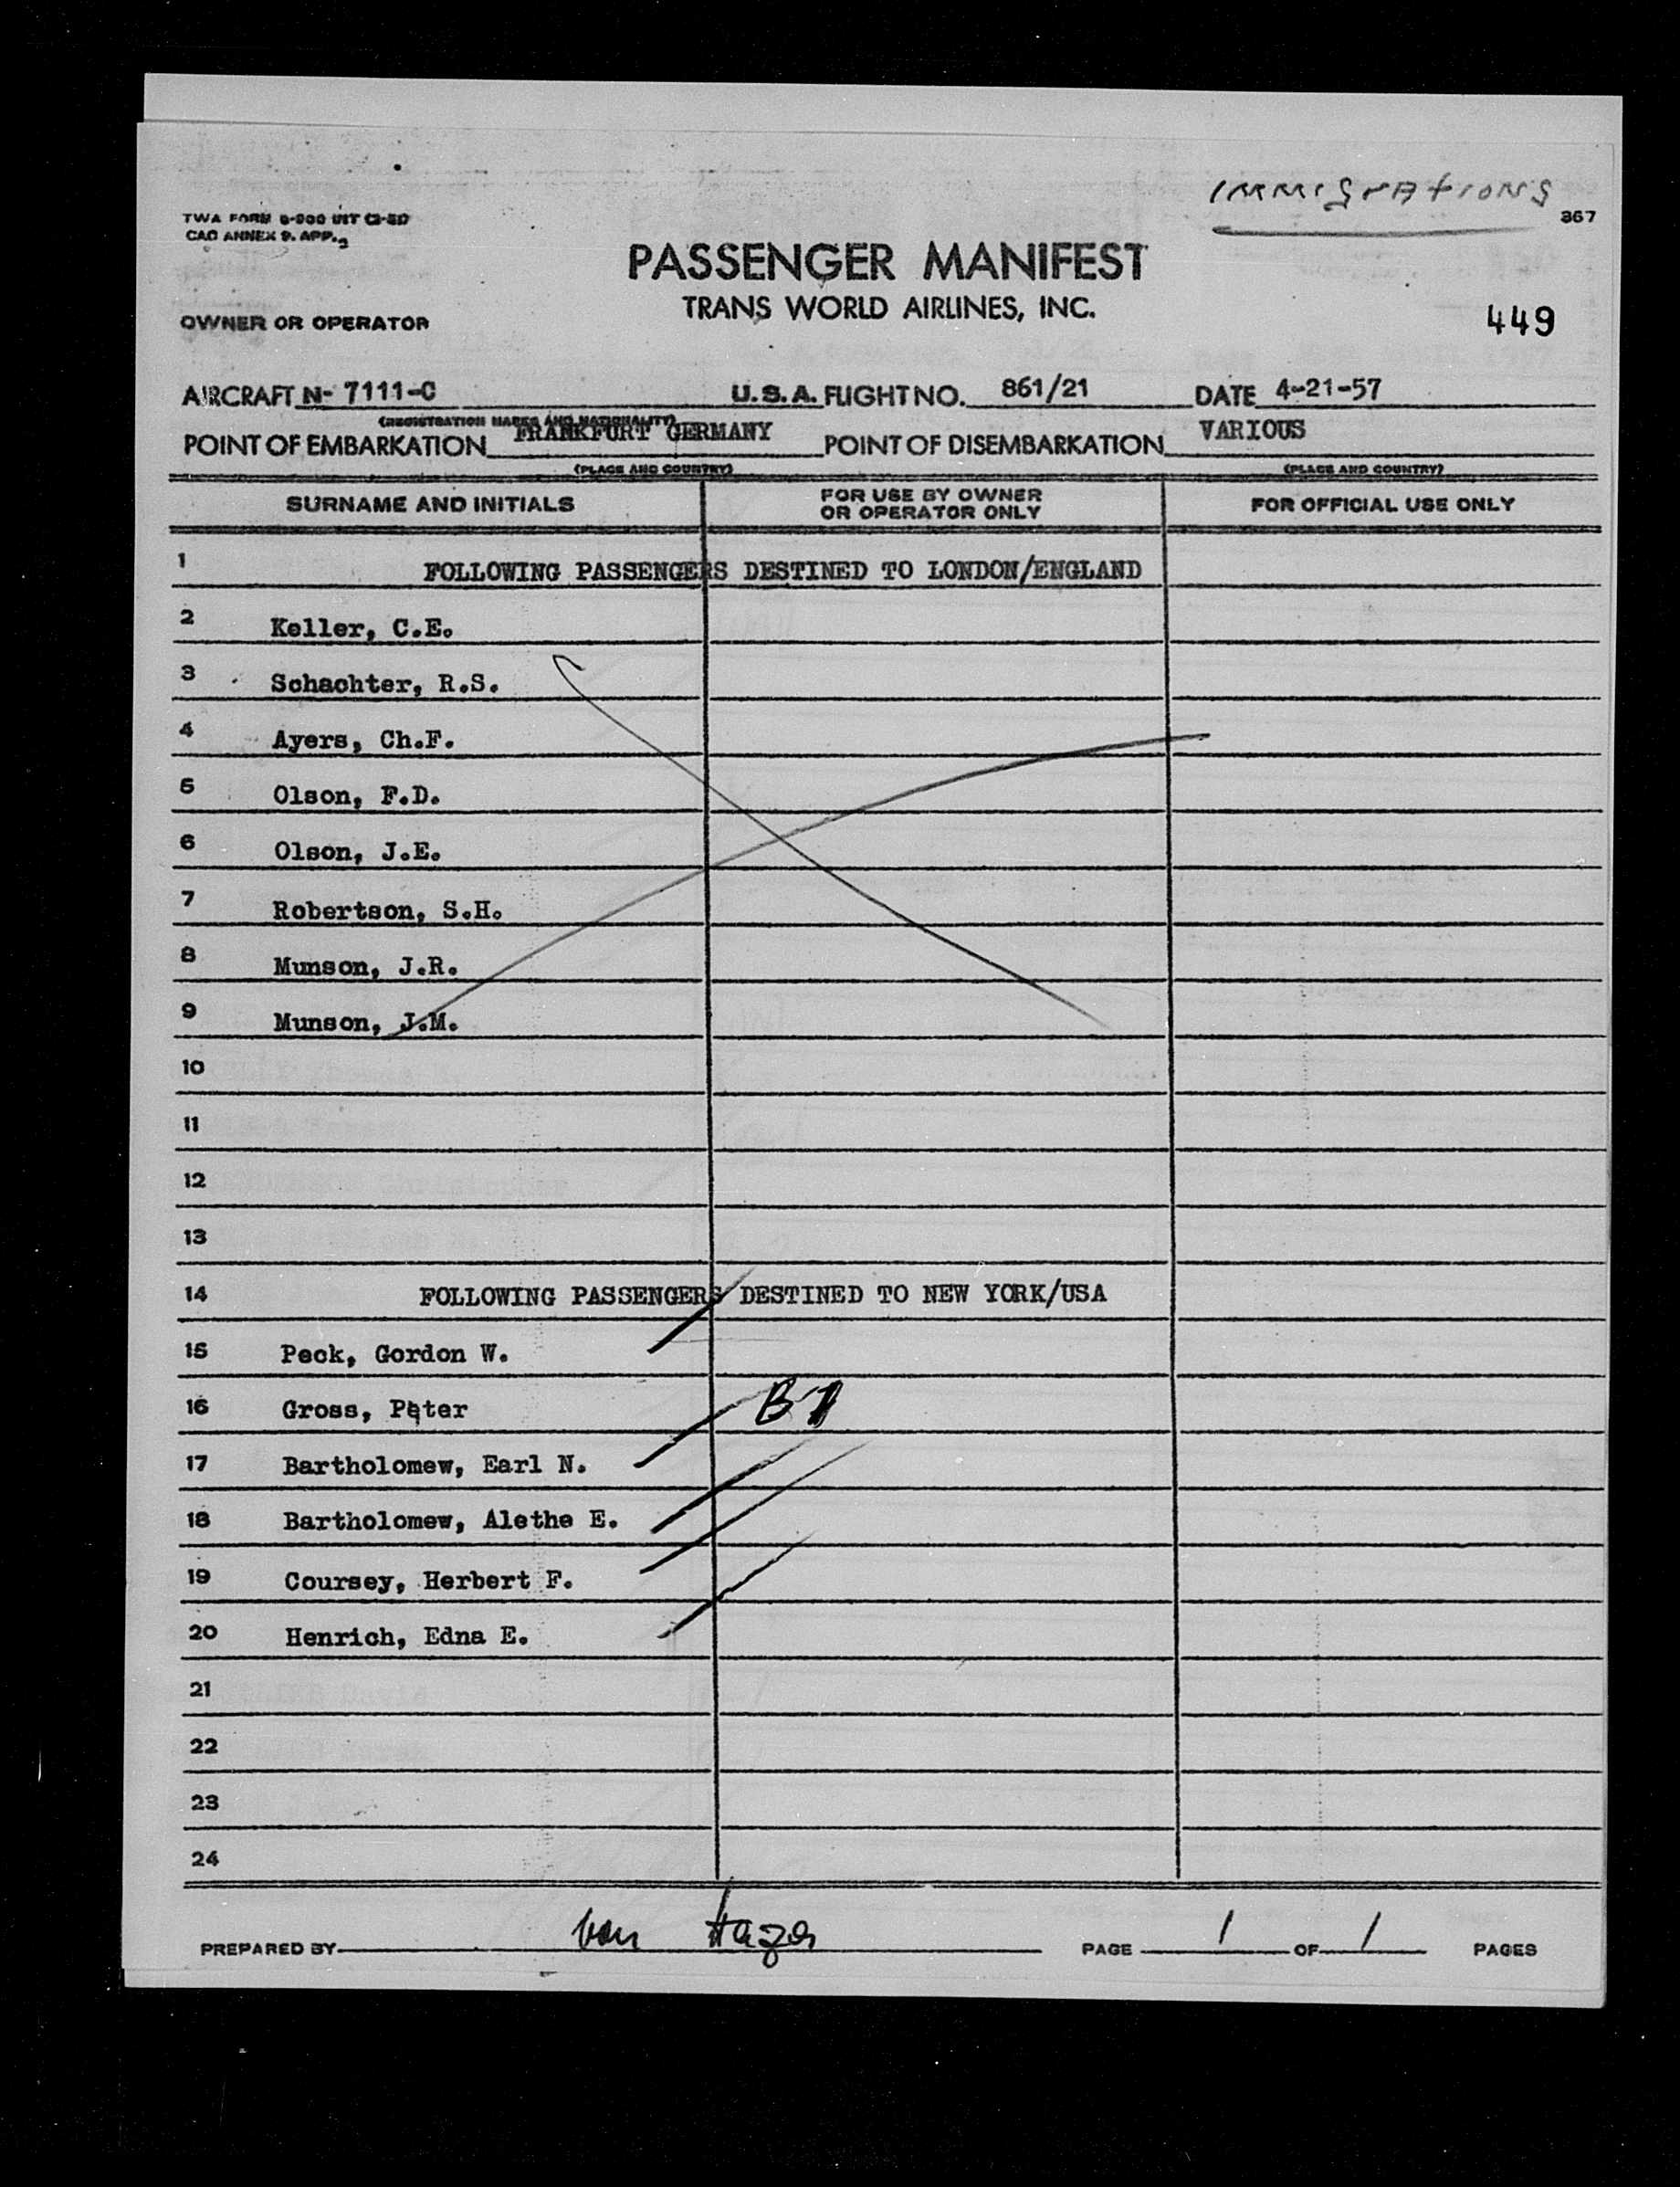 IMMIGRATIONS
367
TWA FORM
CAO ANNEX 9. APP.
PASSENGER MANIFEST
TRANS WORLD AIRLINES, INC.
OWNER OR OPERATOR
449
AIRCRAFT N- 7111-C U.S.A. FLIGHT NO. 861/21 DATE 4-21-57
(REGISTRATION MARKS AND NATIONALITY)
POINT OF EMBARKATION FRANKFURT GERMANY POINT OF DISEMBARKATION VARIOUS
(PLACE AND COUNTRY) (PLACE AND COUNTRY)
SURNAME AND INITIALS FOR USE BY OWNER OR OPERATOR ONLY FOR OFFICIAL USE ONLY
1 FOLLOWING PASSENGERS DESTINED TO LONDON/ENGLAND
2 Keller, C.E.
3 Schachter, R.S.
4 Ayers, Ch.F.
5 Olson, F.D.
6 Olson, J.E.
7 Robertson, S.H.
8 Munson, J.R.
9 Munson, J.M.
10
11
12
13
14 FOLLOWING PASSENGERS DESTINED TO NEW YORK/USA
15 Peck, Gordon W.
16 Gross, Peter B1
17 Bartholomew, Earl N.
18 Bartholomew, Alethe E.
19 Coursey, Herbert F.
20 Henrich, Edna E.
21
22
23
24
PREPARED BY von PAGE 1 OF 1 PAGES